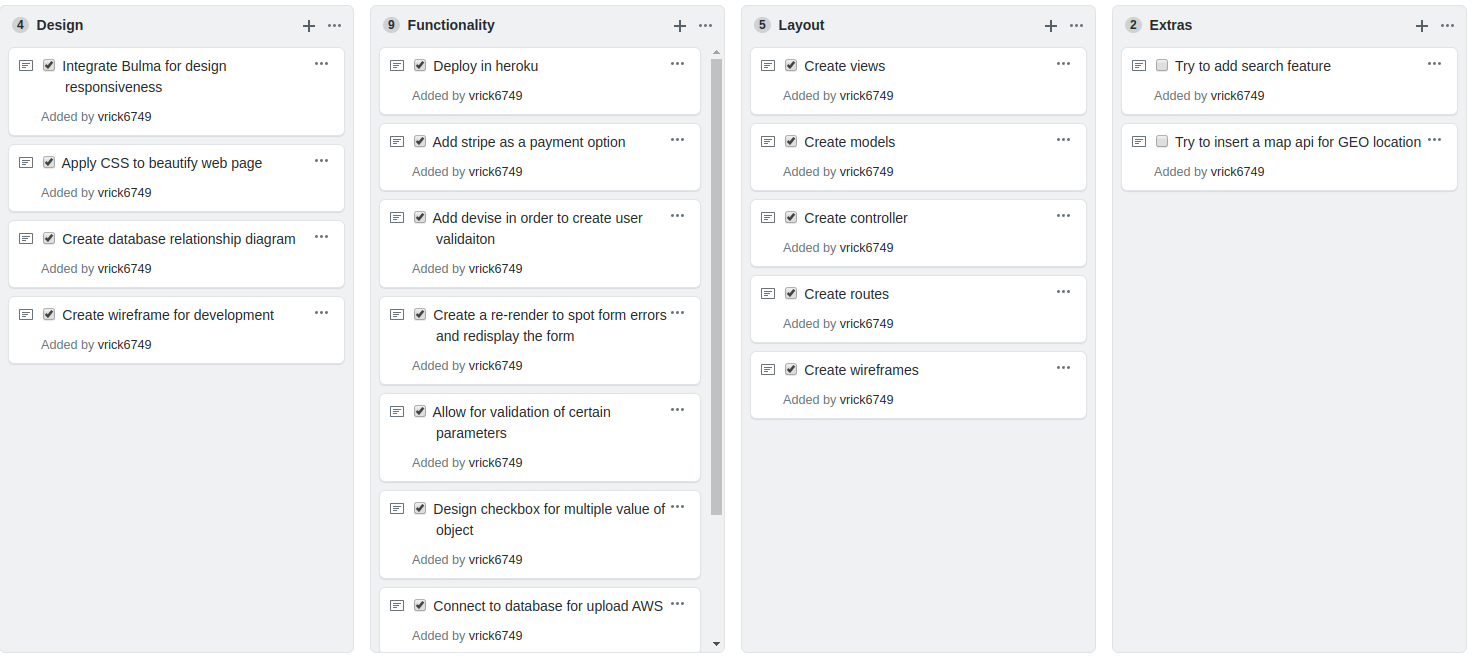 4 Design
Integrate Bulma for design
responsiveness
Added by vrick6749
Apply CSS to beautify web page
Added by vrick6749
Create database relationship diagram
Added by vrick6749
Create wireframe for development
Added by vrick6749
9 Functionality
Deploy in heroku
Added by vrick6749
Add stripe as a payment option
Added by vrick6749
Add devise in order to create user
validaiton
Added by vrick6749
Create a re-render to spot form errors
and redisplay the form
Added by vrick6749
Allow for validation of certain
parameters
Added by vrick6749
Design checkbox for multiple value of
object
Added by vrick6749
Connect to database for upload AWS
Added by vrick6749
5 Layout
Create views
Added by vrick6749
Create models
Added by vrick6749
Create controller
Added by vrick6749
Create routes
Added by vrick6749
Create wireframes
Added by vrick6749
2 Extras
Try to add search feature
Added by vrick6749
Try to insert a map api for GEO location
Added by vrick6749